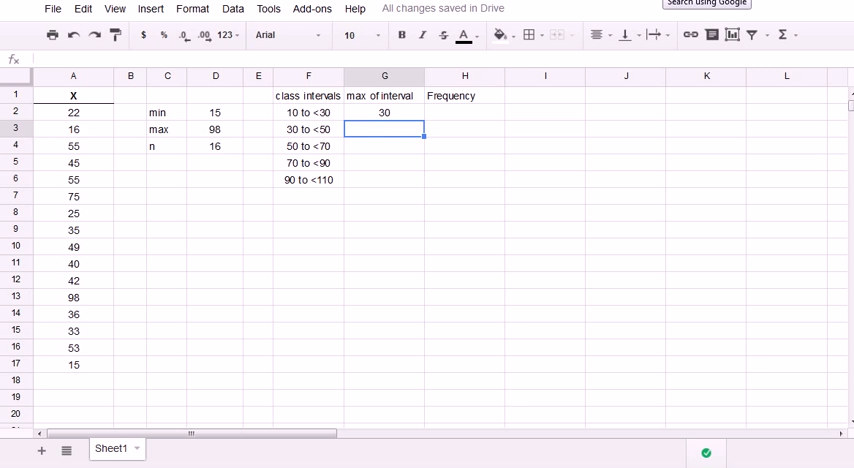 Search using Google
File Edit View Insert Format Data Tools Add-ons Help All changes saved in Drive
$ % .0 .00 123 Arial 10 B I S A Σ
fx
A B C D E F G H I J K L
1 X class intervals max of interval Frequency
2 22 min 15 10 to <30 30
3 16 max 98 30 to <50
4 55 n 16 50 to <70
5 45 70 to <90
6 55 90 to <110
7 75
8 25
9 35
10 49
11 40
12 42
13 98
14 36
15 33
16 53
17 15
18
19
20
Sheet1